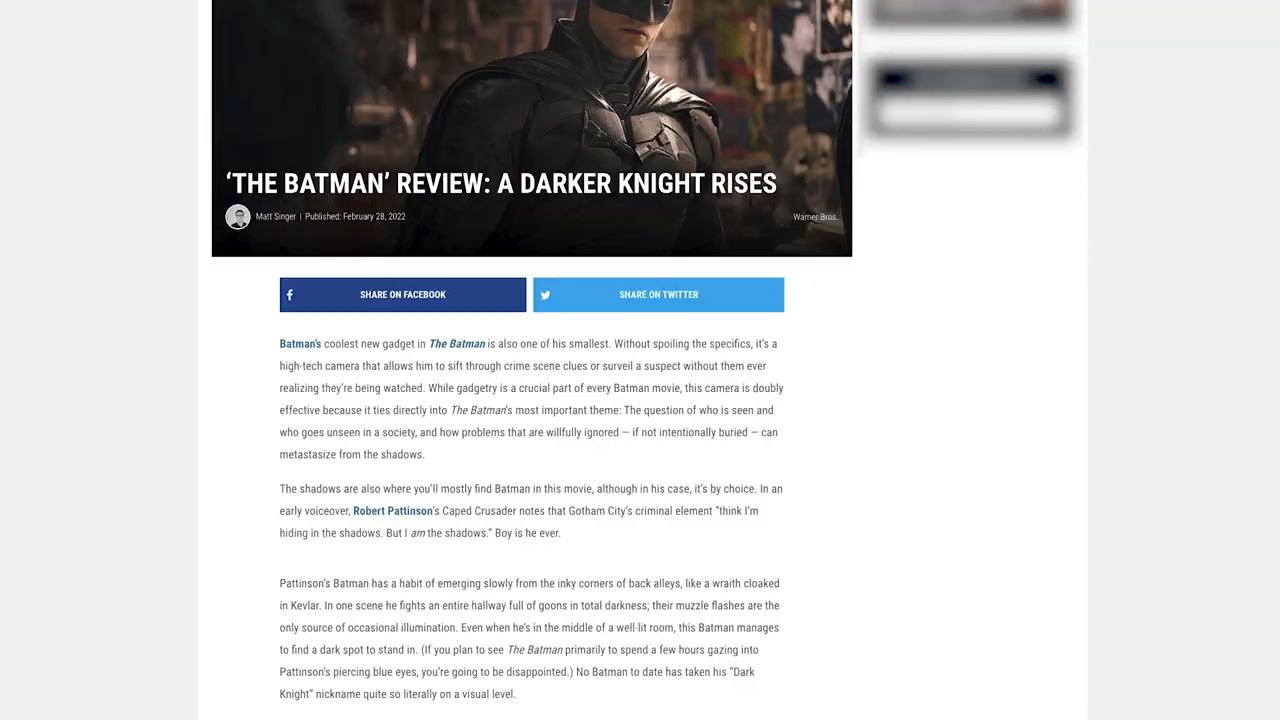 ‘THE BATMAN’ REVIEW: A DARKER KNIGHT RISES
Matt Singer | Published: February 28, 2022
Warner Bros.
SHARE ON FACEBOOK
SHARE ON TWITTER
Batman’s coolest new gadget in The Batman is also one of his smallest. Without spoiling the specifics, it’s a
high-tech camera that allows him to sift through crime scene clues or surveil a suspect without them ever
realizing they’re being watched. While gadgetry is a crucial part of every Batman movie, this camera is doubly
effective because it ties directly into The Batman’s most important theme: The question of who is seen and
who goes unseen in a society, and how problems that are willfully ignored — if not intentionally buried — can
metastasize from the shadows.
The shadows are also where you’ll mostly find Batman in this movie, although in his case, it’s by choice. In an
early voiceover, Robert Pattinson’s Caped Crusader notes that Gotham City’s criminal element “think I’m
hiding in the shadows. But I am the shadows.” Boy is he ever.
Pattinson’s Batman has a habit of emerging slowly from the inky corners of back alleys, like a wraith cloaked
in Kevlar. In one scene he fights an entire hallway full of goons in total darkness; their muzzle flashes are the
only source of occasional illumination. Even when he’s in the middle of a well-lit room, this Batman manages
to find a dark spot to stand in. (If you plan to see The Batman primarily to spend a few hours gazing into
Pattinson’s piercing blue eyes, you’re going to be disappointed.) No Batman to date has taken his “Dark
Knight” nickname quite so literally on a visual level.